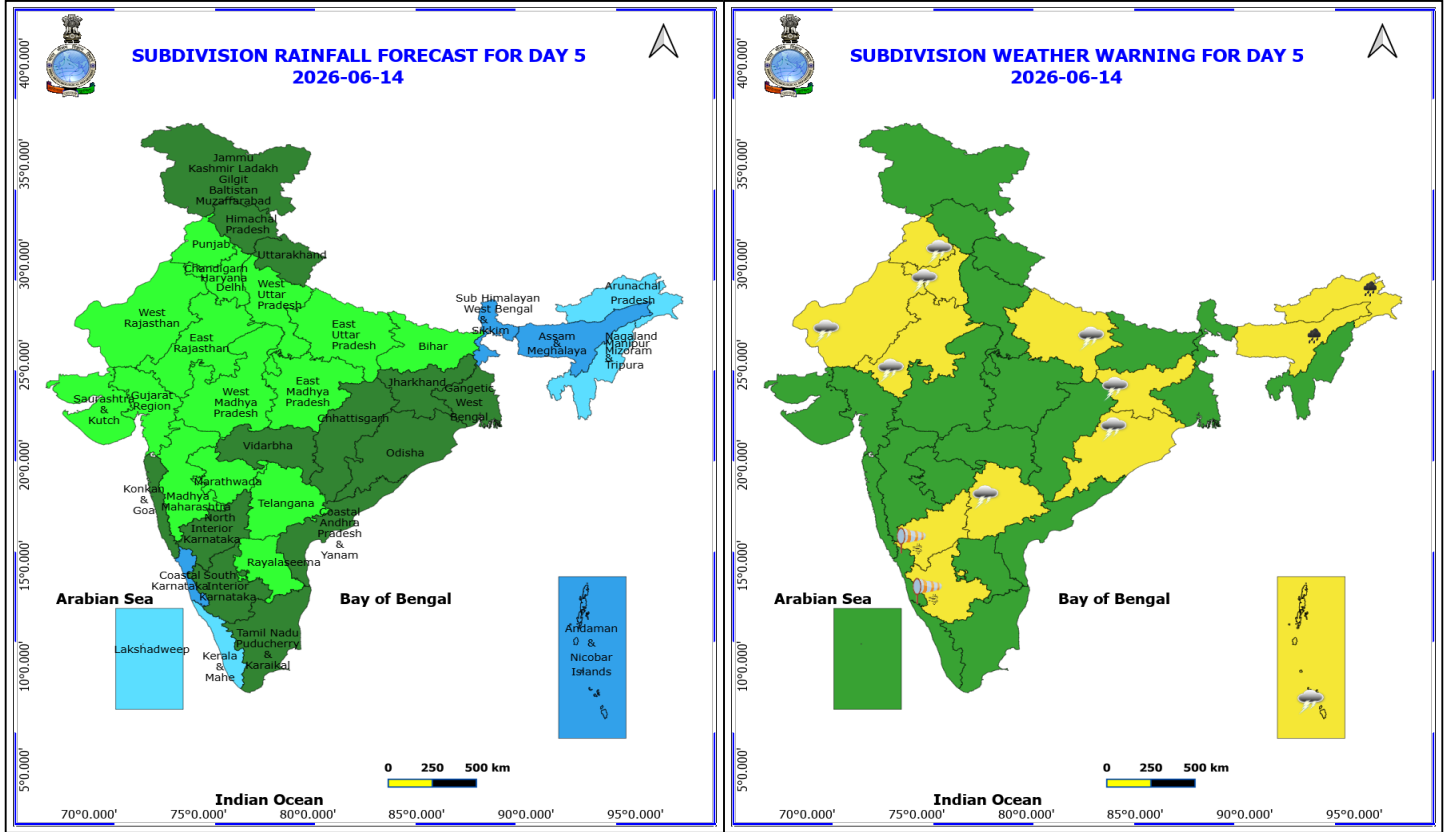 SUBDIVISION RAINFALL FORECAST FOR DAY 5
2026-06-14
40°0.000'
35°0.000'
30°0.000'
25°0.000'
20°0.000'
15°0.000'
10°0.000'
5°0.000'
Jammu
Kashmir Ladakh
Gilgit
Baltistan
Muzaffarabad
Himachal
Pradesh
Punjab
Uttarakhand
Chandigarh
Haryana
Delhi
West
Uttar
Pradesh
West
Rajasthan
East
Rajasthan
East
Uttar
Pradesh
Bihar
Sub Himalayan
West Bengal
&
Sikkim
Arunachal
Pradesh
Assam
&
Meghalaya
Nagaland
Manipur
Mizoram
&
Tripura
Saurashtra
&
Kutch
Gujarat
Region
West
Madhya
Pradesh
East
Madhya
Pradesh
Jharkhand
Gangetic
West
Bengal
Chhattisgarh
Vidarbha
Odisha
Konkan
&
Goa
Madhya
Maharashtra
Marathwada
Telangana
North
Interior
Karnataka
Coastal
Andhra
Pradesh
&
Yanam
Rayalaseema
Coastal
Karnataka
South
Interior
Karnataka
Tamil Nadu
Puducherry
&
Karaikal
Kerala
&
Mahe
Lakshadweep
Andaman
&
Nicobar
Islands
Arabian Sea
Bay of Bengal
0 250 500 km
Indian Ocean
70°0.000' 75°0.000' 80°0.000' 85°0.000' 90°0.000' 95°0.000'
SUBDIVISION WEATHER WARNING FOR DAY 5
2026-06-14
40°0.000'
35°0.000'
30°0.000'
25°0.000'
20°0.000'
15°0.000'
10°0.000'
5°0.000'
Arabian Sea
Bay of Bengal
0 250 500 km
Indian Ocean
70°0.000' 75°0.000' 80°0.000' 85°0.000' 90°0.000' 95°0.000'